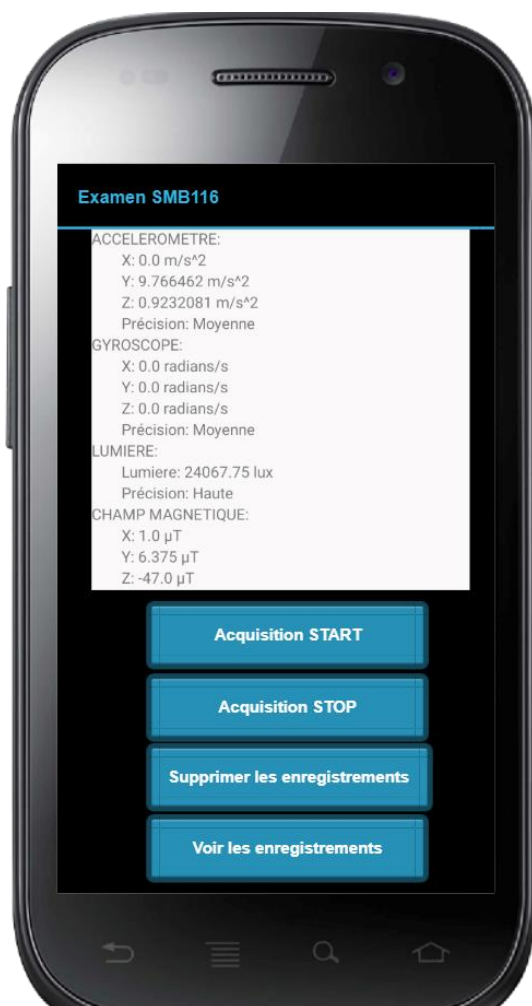 Examen SMB116
ACCELEROMETRE:
X: 0.0 m/s^2
Y: 9.766462 m/s^2
Z: 0.9232081 m/s^2
Précision: Moyenne
GYROSCOPE:
X: 0.0 radians/s
Y: 0.0 radians/s
Z: 0.0 radians/s
Précision: Moyenne
LUMIERE:
Lumiere: 24067.75 lux
Précision: Haute
CHAMP MAGNETIQUE:
X: 1.0 µT
Y: 6.375 µT
Z: -47.0 µT
Acquisition START
Acquisition STOP
Supprimer les enregistrements
Voir les enregistrements